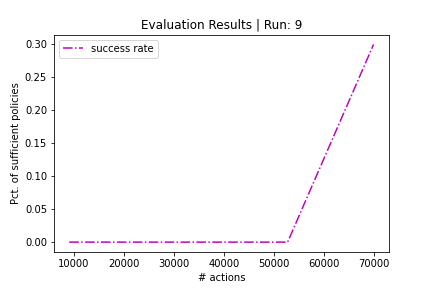 Evaluation Results | Run: 9
success rate
Pct. of sufficient policies
0.30
0.25
0.20
0.15
0.10
0.05
0.00
10000 20000 30000 40000 50000 60000 70000
# actions